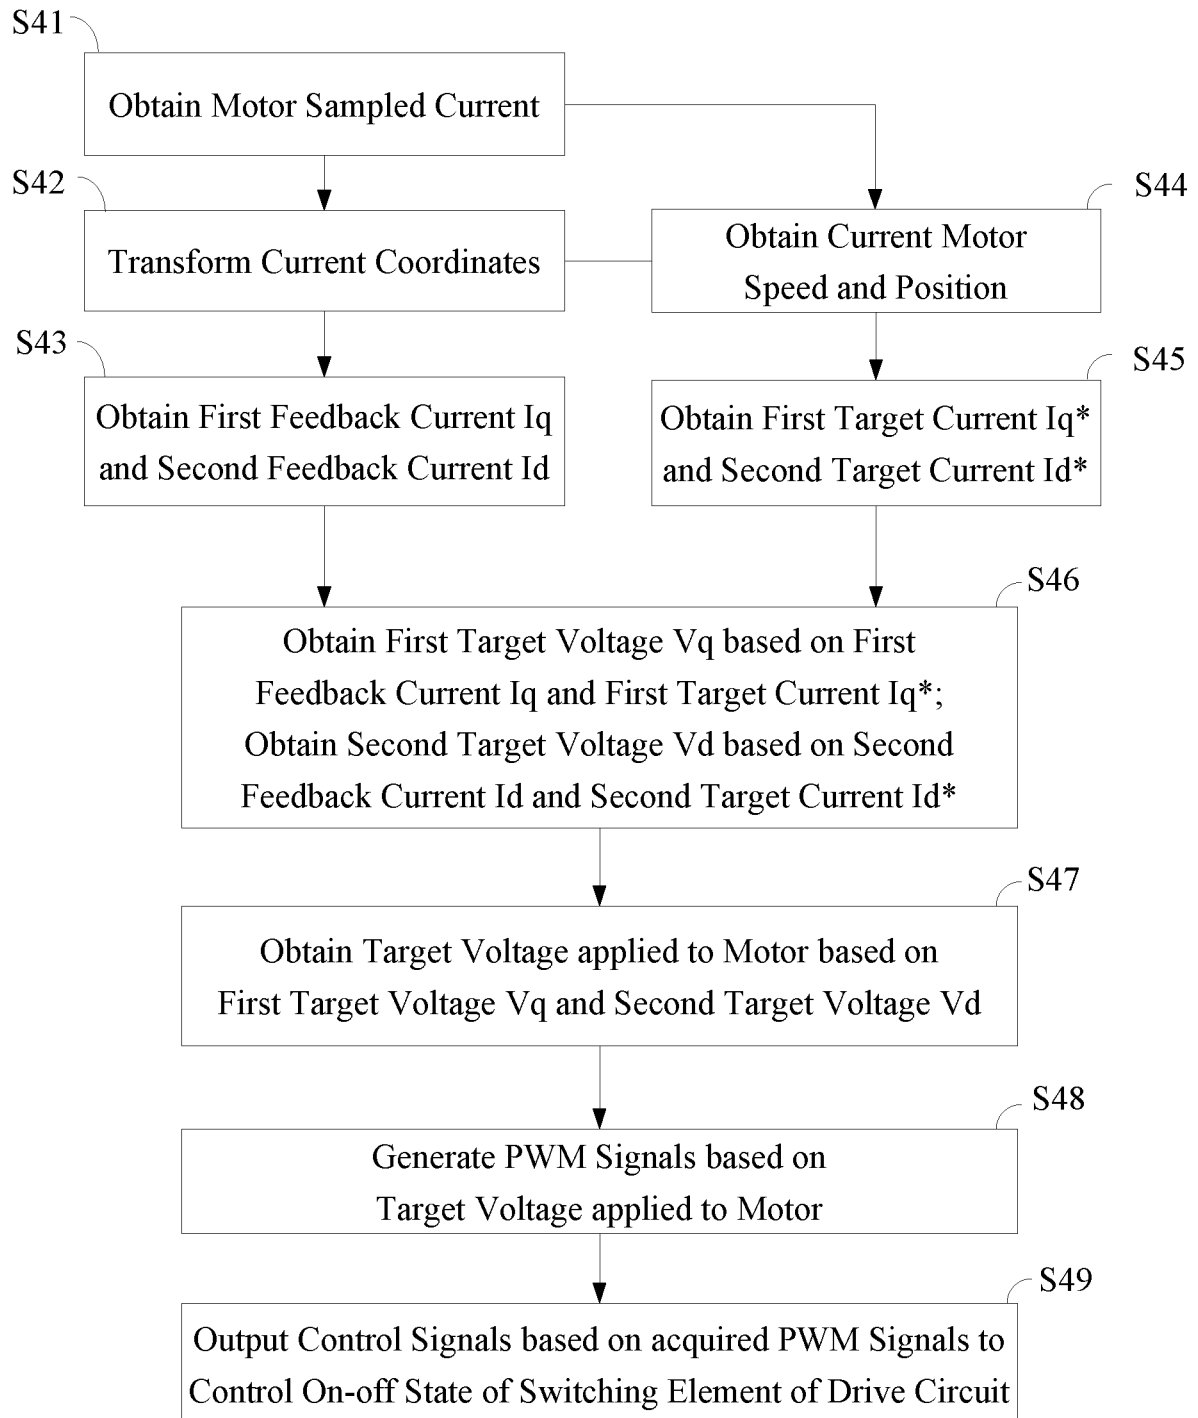 S41
Obtain Motor Sampled Current
S42
Transform Current Coordinates
S44
Obtain Current Motor
Speed and Position
S43
Obtain First Feedback Current Iq
and Second Feedback Current Id
S45
Obtain First Target Current Iq*
and Second Target Current Id*
S46
Obtain First Target Voltage Vq based on First
Feedback Current Iq and First Target Current Iq*;
Obtain Second Target Voltage Vd based on Second
Feedback Current Id and Second Target Current Id*
S47
Obtain Target Voltage applied to Motor based on
First Target Voltage Vq and Second Target Voltage Vd
S48
Generate PWM Signals based on
Target Voltage applied to Motor
S49
Output Control Signals based on acquired PWM Signals to
Control On-off State of Switching Element of Drive Circuit